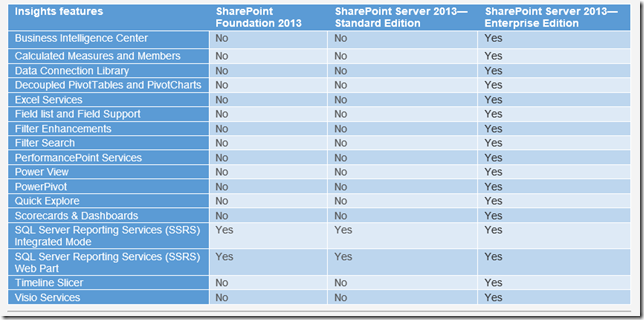 Insights features SharePoint Foundation 2013 SharePoint Server 2013—Standard Edition SharePoint Server 2013—Enterprise Edition
Business Intelligence Center No No Yes
Calculated Measures and Members No No Yes
Data Connection Library No No Yes
Decoupled PivotTables and PivotCharts No No Yes
Excel Services No No Yes
Field list and Field Support No No Yes
Filter Enhancements No No Yes
Filter Search No No Yes
PerformancePoint Services No No Yes
Power View No No Yes
PowerPivot No No Yes
Quick Explore No No Yes
Scorecards & Dashboards No No Yes
SQL Server Reporting Services (SSRS) Integrated Mode Yes Yes Yes
SQL Server Reporting Services (SSRS) Web Part Yes Yes Yes
Timeline Slicer No No Yes
Visio Services No No Yes